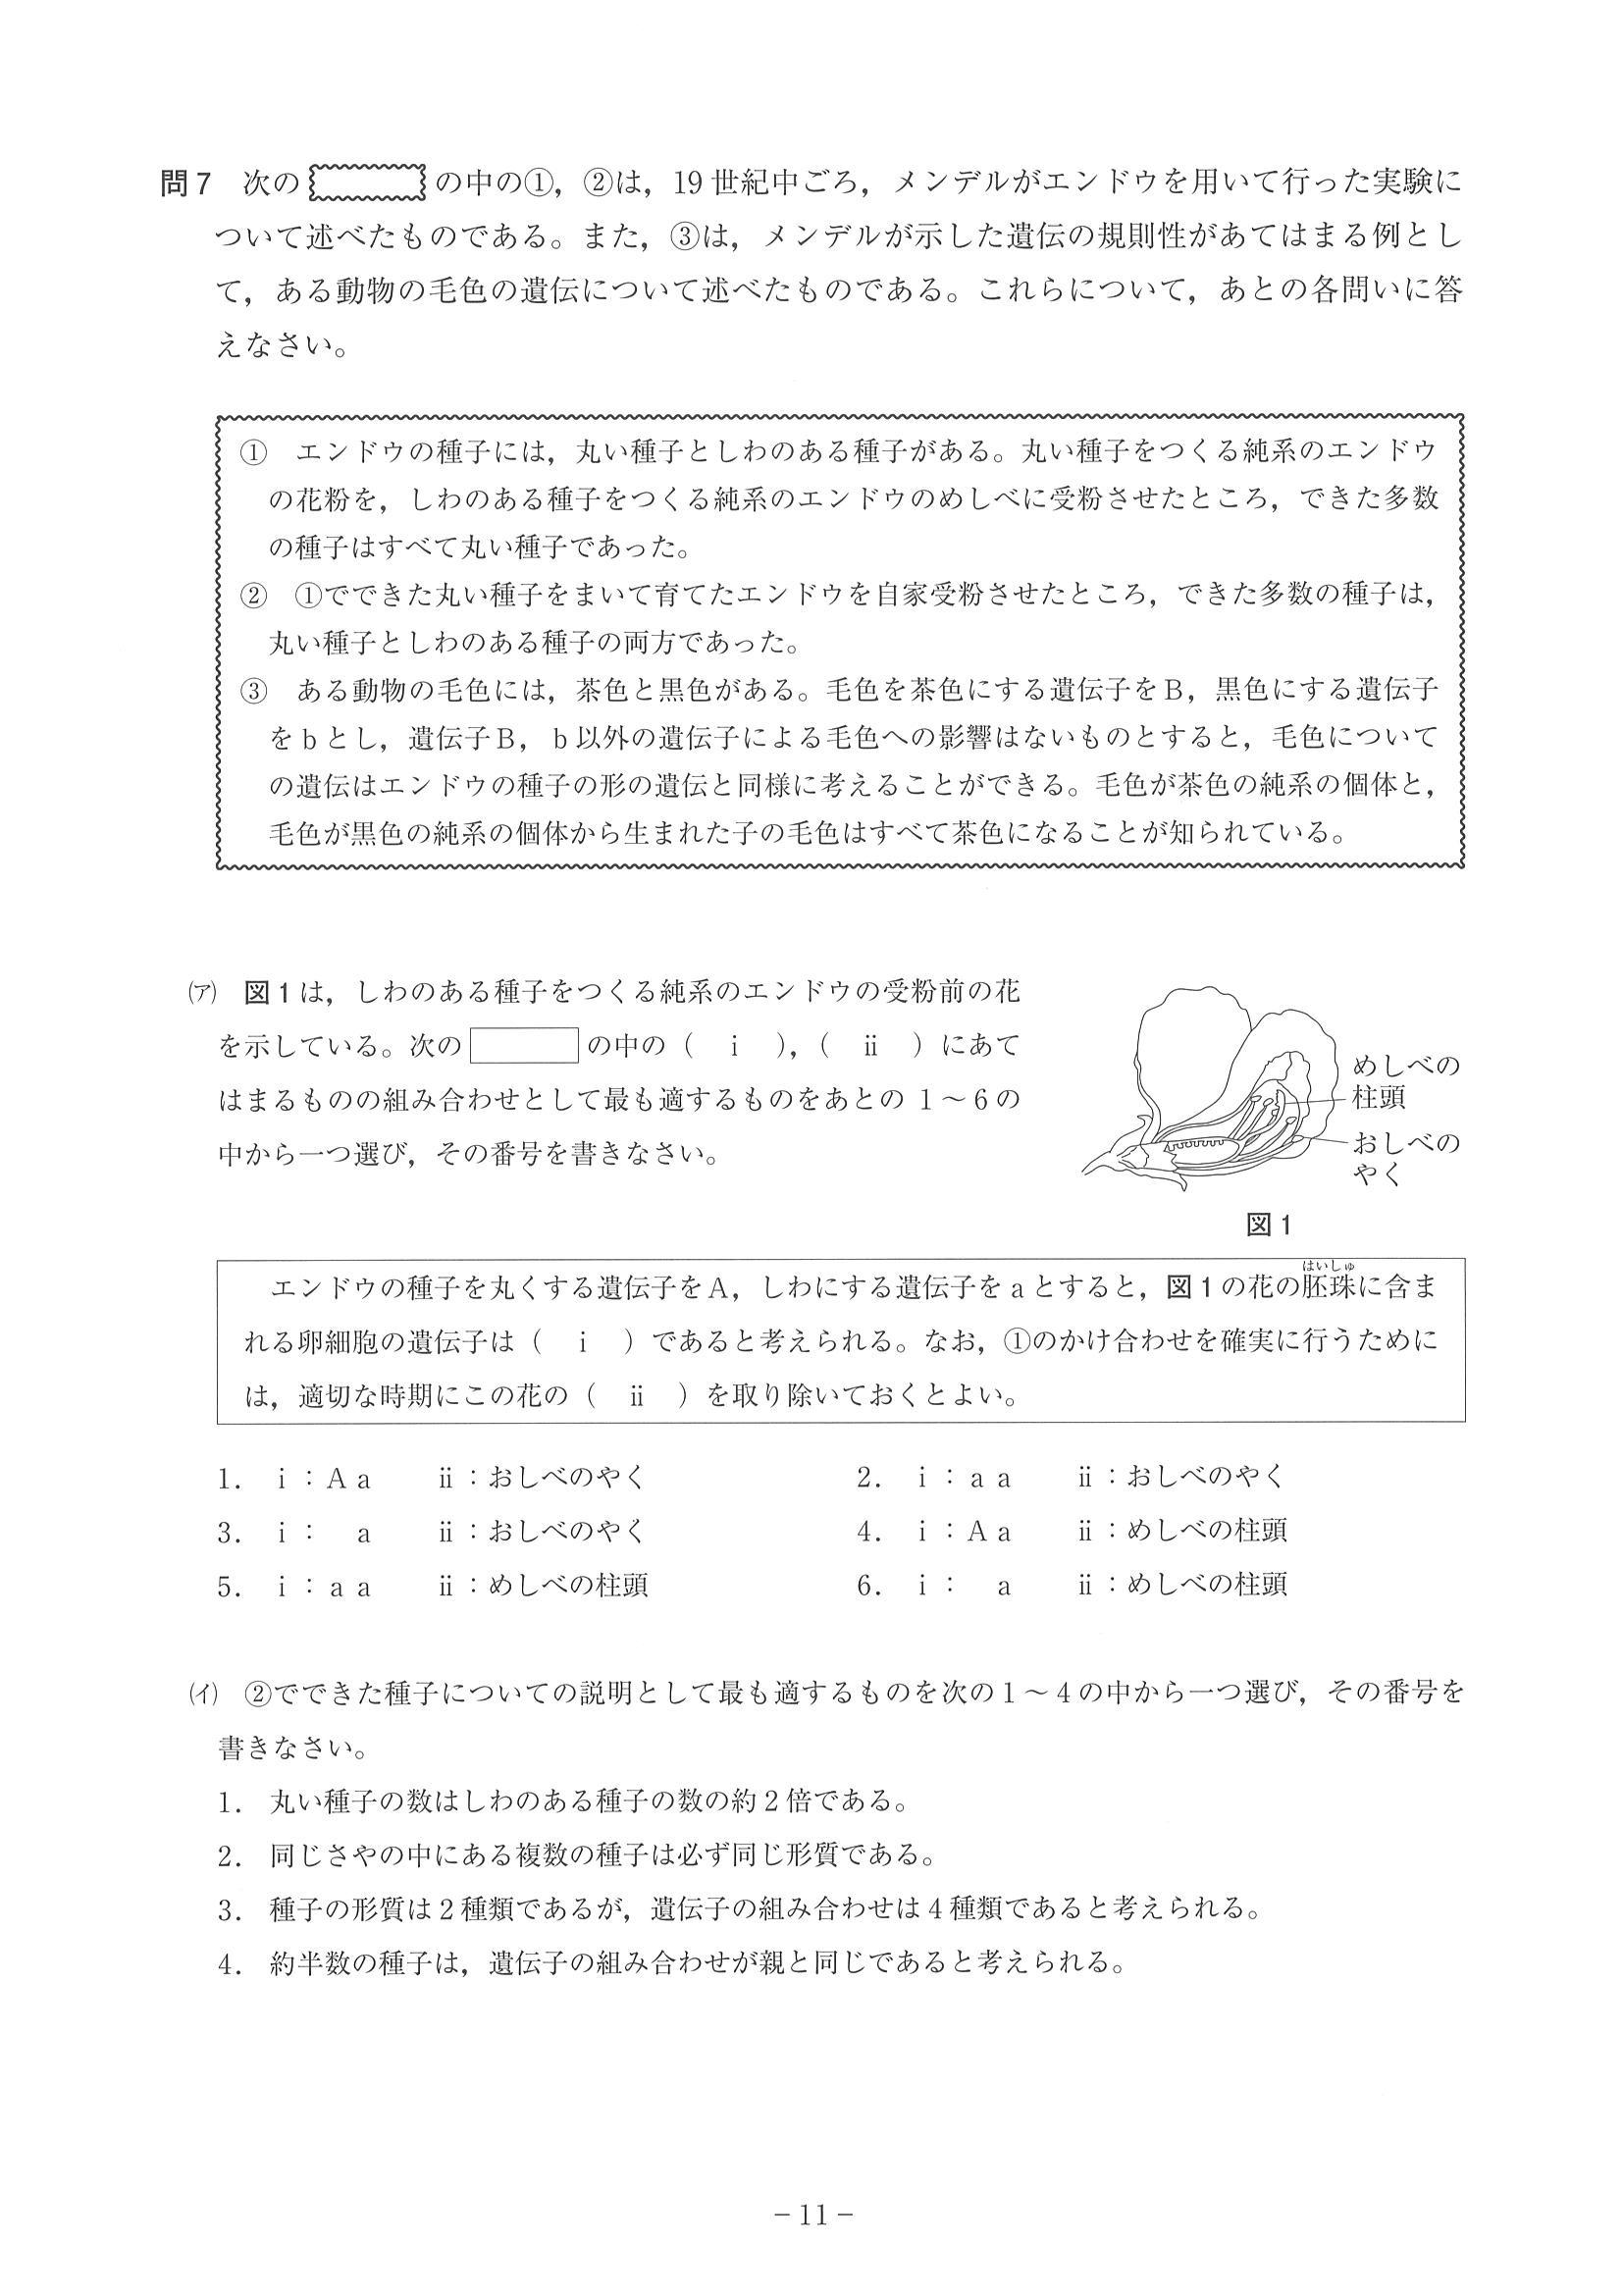 問7　次の　　　の中の①，②は，19世紀中ごろ，メンデルがエンドウを用いて行った実験に
ついて述べたものである。また，③は，メンデルが示した遺伝の規則性があてはまる例とし
て，ある動物の毛色の遺伝について述べたものである。これらについて，あとの各問いに答
えなさい。
①　エンドウの種子には，丸い種子としわのある種子がある。丸い種子をつくる純系のエンドウ
の花粉を，しわのある種子をつくる純系のエンドウのめしべに受粉させたところ，できた多数
の種子はすべて丸い種子であった。
②　①でできた丸い種子をまいて育てたエンドウを自家受粉させたところ，できた多数の種子は，
丸い種子としわのある種子の両方であった。
③　ある動物の毛色には，茶色と黒色がある。毛色を茶色にする遺伝子をB，黒色にする遺伝子
をbとし，遺伝子B，b以外の遺伝子による毛色への影響はないものとすると，毛色について
の遺伝はエンドウの種子の形の遺伝と同様に考えることができる。毛色が茶色の純系の個体と，
毛色が黒色の純系の個体から生まれた子の毛色はすべて茶色になることが知られている。
(ア)　図1は，しわのある種子をつくる純系のエンドウの受粉前の花
を示している。次の　　　の中の（　ⅰ　），（　ⅱ　）にあて
はまるものの組み合わせとして最も適するものをあとの1～6の
中から一つ選び，その番号を書きなさい。
めしべの
柱頭
おしべの
やく
図1
はいしゅ
エンドウの種子を丸くする遺伝子をA，しわにする遺伝子をaとすると，図1の花の胚珠に含ま
れる卵細胞の遺伝子は（　ⅰ　）であると考えられる。なお，①のかけ合わせを確実に行うために
は，適切な時期にこの花の（　ⅱ　）を取り除いておくとよい。
1．ⅰ：Aa　ⅱ：おしべのやく　2．ⅰ：aa　ⅱ：おしべのやく
3．ⅰ：　a　ⅱ：おしべのやく　4．ⅰ：Aa　ⅱ：めしべの柱頭
5．ⅰ：aa　ⅱ：めしべの柱頭　6．ⅰ：　a　ⅱ：めしべの柱頭
(イ)　②でできた種子についての説明として最も適するものを次の1～4の中から一つ選び，その番号を
書きなさい。
1．丸い種子の数はしわのある種子の数の約2倍である。
2．同じさやの中にある複数の種子は必ず同じ形質である。
3．種子の形質は2種類であるが，遺伝子の組み合わせは4種類であると考えられる。
4．約半数の種子は，遺伝子の組み合わせが親と同じであると考えられる。
－11－